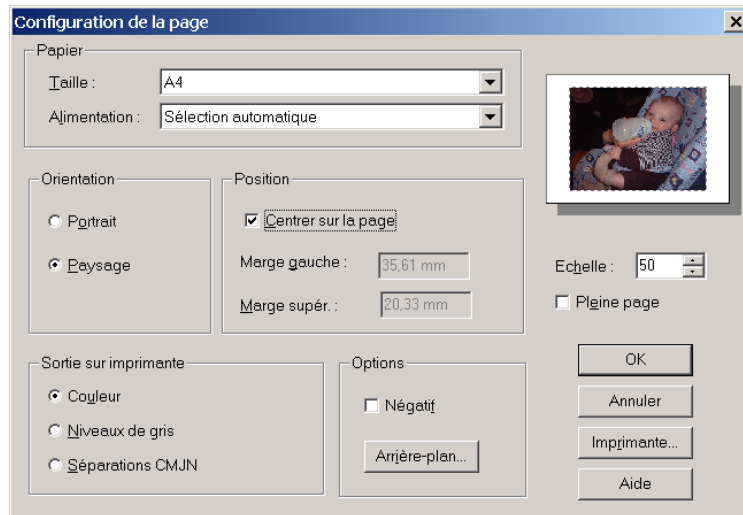 Configuration de la page
Papier
Taille :
A4
Alimentation :
Sélection automatique
Orientation
Portrait
Paysage
Position
Centrer sur la page
Marge gauche :
35,61 mm
Marge supér. :
20,33 mm
Echelle :
50
Pleine page
Sortie sur imprimante
Couleur
Niveaux de gris
Séparations CMJN
Options
Négatif
Arrière-plan...
OK
Annuler
Imprimante...
Aide